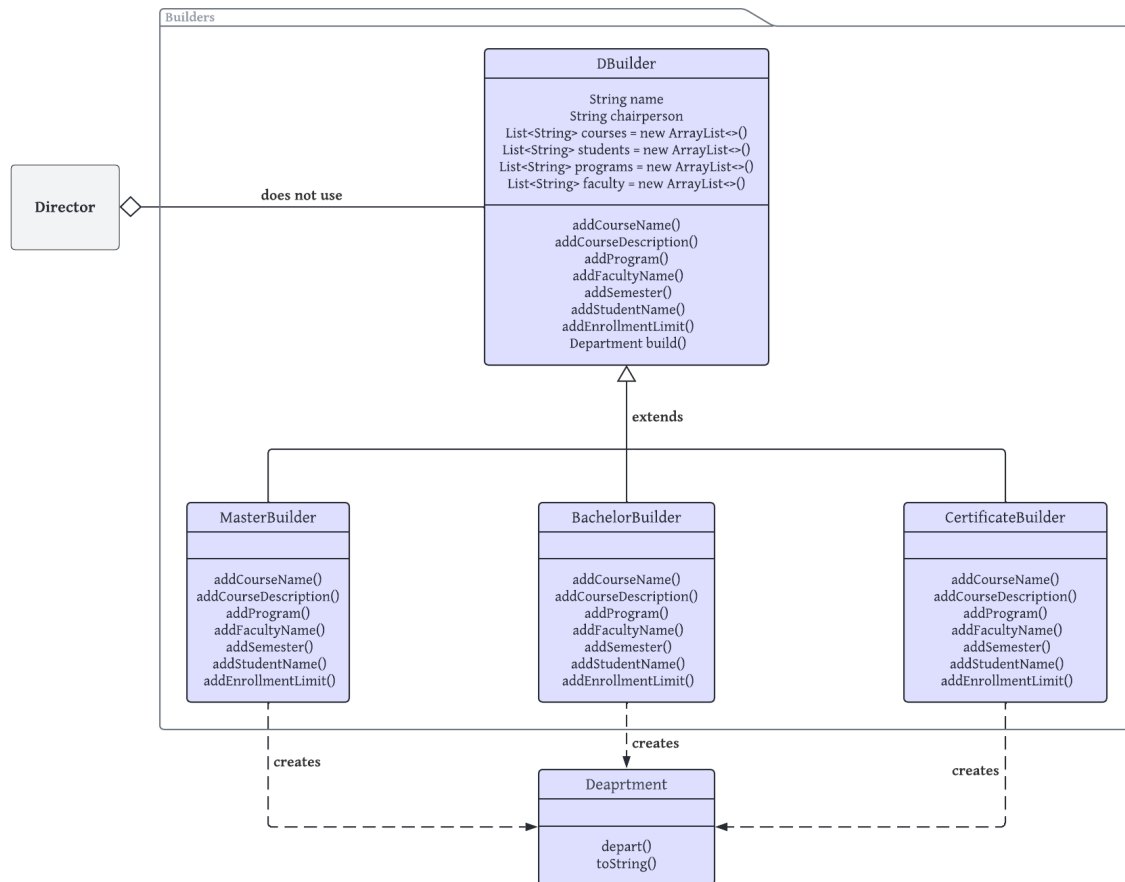 Builders
DBuilder
String name
String chairperson
List<String> courses = new ArrayList<>()
List<String> students = new ArrayList<>()
List<String> programs = new ArrayList<>()
List<String> faculty = new ArrayList<>()
Director
does not use
addCourseName()
addCourseDescription()
addProgram()
addFacultyName()
addSemester()
addStudentName()
addEnrollmentLimit()
Department build()
extends
MasterBuilder
addCourseName()
addCourseDescription()
addProgram()
addFacultyName()
addSemester()
addStudentName()
addEnrollmentLimit()
BachelorBuilder
addCourseName()
addCourseDescription()
addProgram()
addFacultyName()
addSemester()
addStudentName()
addEnrollmentLimit()
CertificateBuilder
addCourseName()
addCourseDescription()
addProgram()
addFacultyName()
addSemester()
addStudentName()
addEnrollmentLimit()
creates
creates
creates
Deaprtment
depart()
toString()